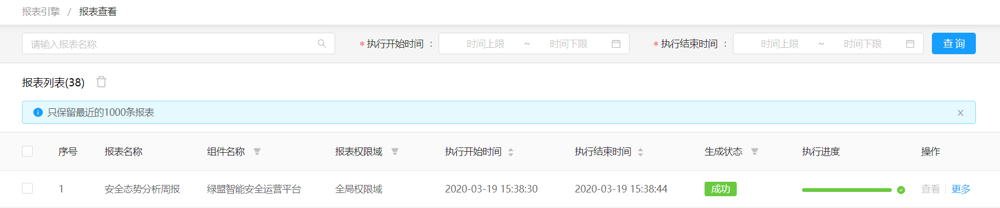 报表引擎 / 报表查看
请输入报表名称 * 执行开始时间 : 时间上限 ~ 时间下限 * 执行结束时间 : 时间上限 ~ 时间下限 查询
报表列表(38)
只保留最近的1000条报表
序号 报表名称 组件名称 报表权限域 执行开始时间 执行结束时间 生成状态 执行进度 操作
1 安全态势分析周报 绿盟智能安全运营平台 全局权限域 2020-03-19 15:38:30 2020-03-19 15:38:44 成功 查看 更多